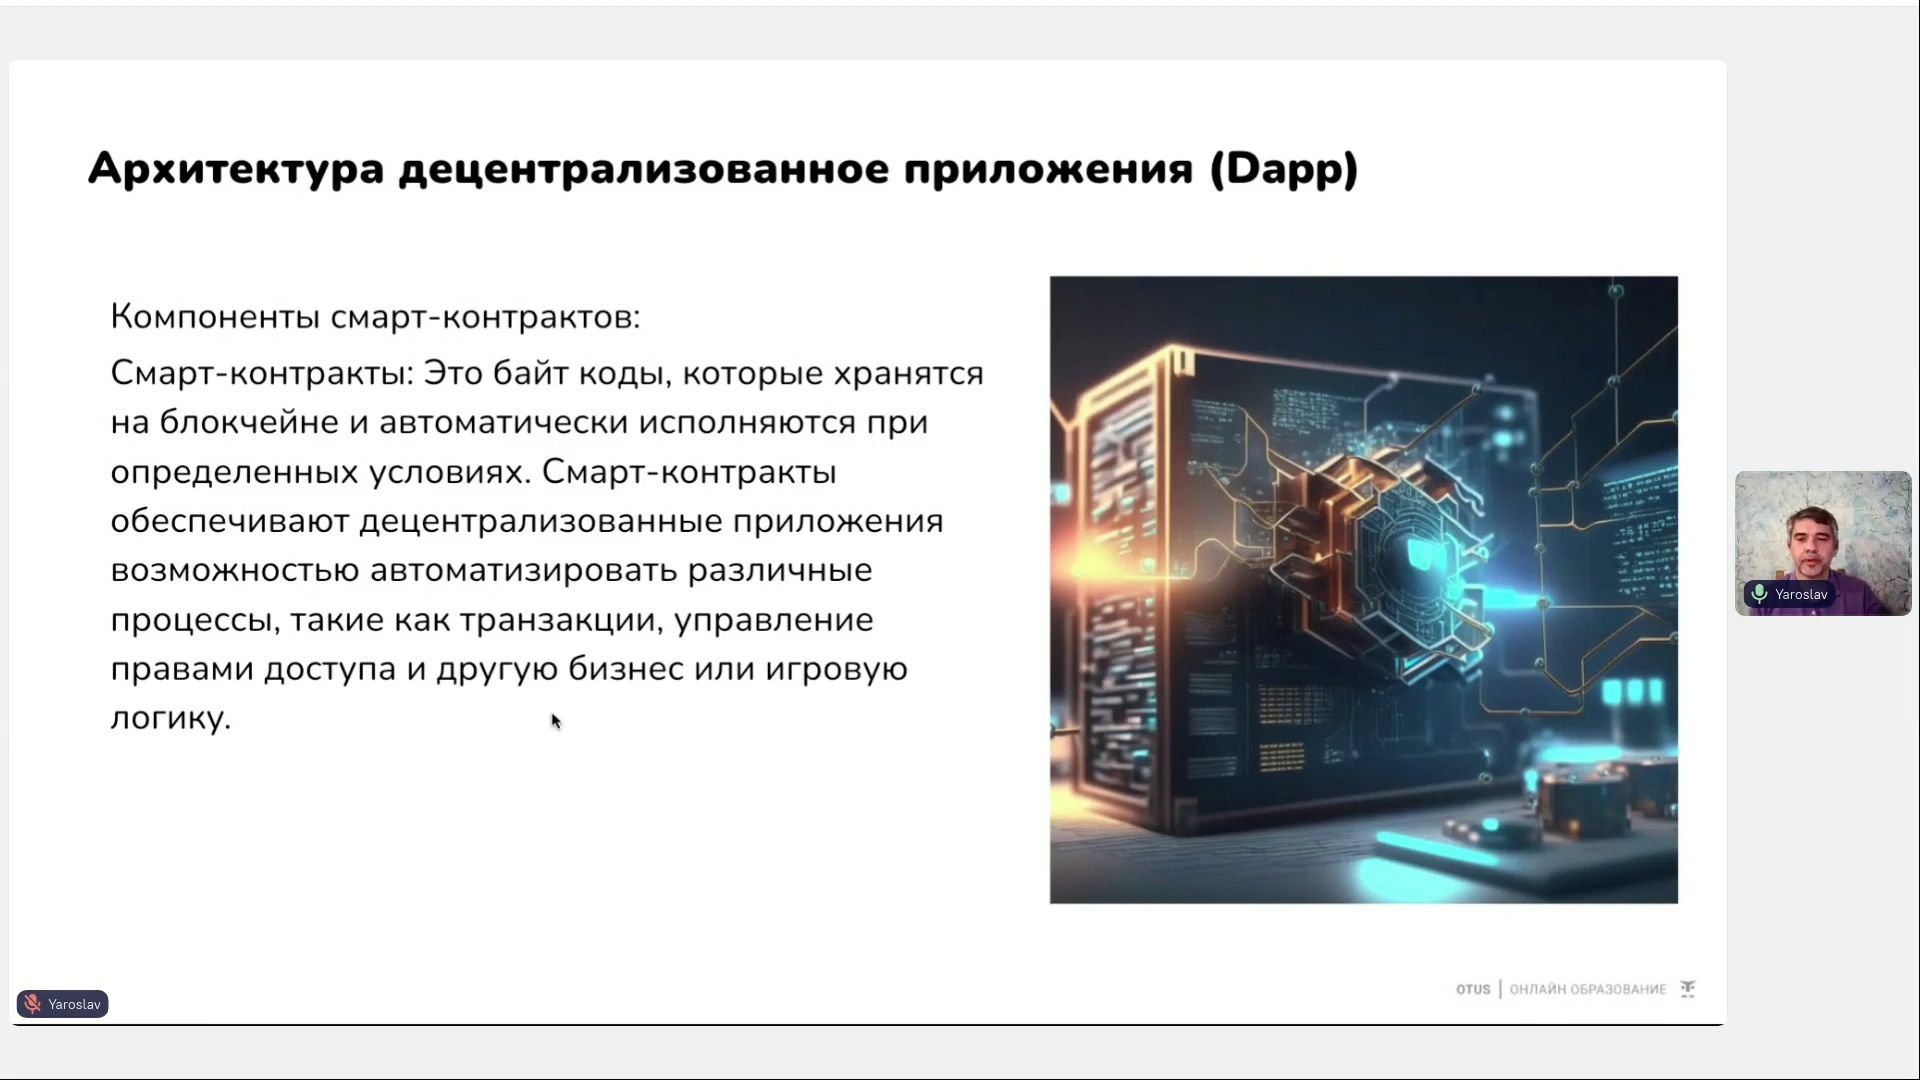 Архитектура децентрализованное приложения (Dapp)
Компоненты смарт-контрактов:
Смарт-контракты: Это байт коды, которые хранятся
на блокчейне и автоматически исполняются при
определенных условиях. Смарт-контракты
обеспечивают децентрализованные приложения
возможностью автоматизировать различные
процессы, такие как транзакции, управление
правами доступа и другую бизнес или игровую
логику.
Yaroslav
Yaroslav
OTUS | ОНЛАЙН ОБРАЗОВАНИЕ